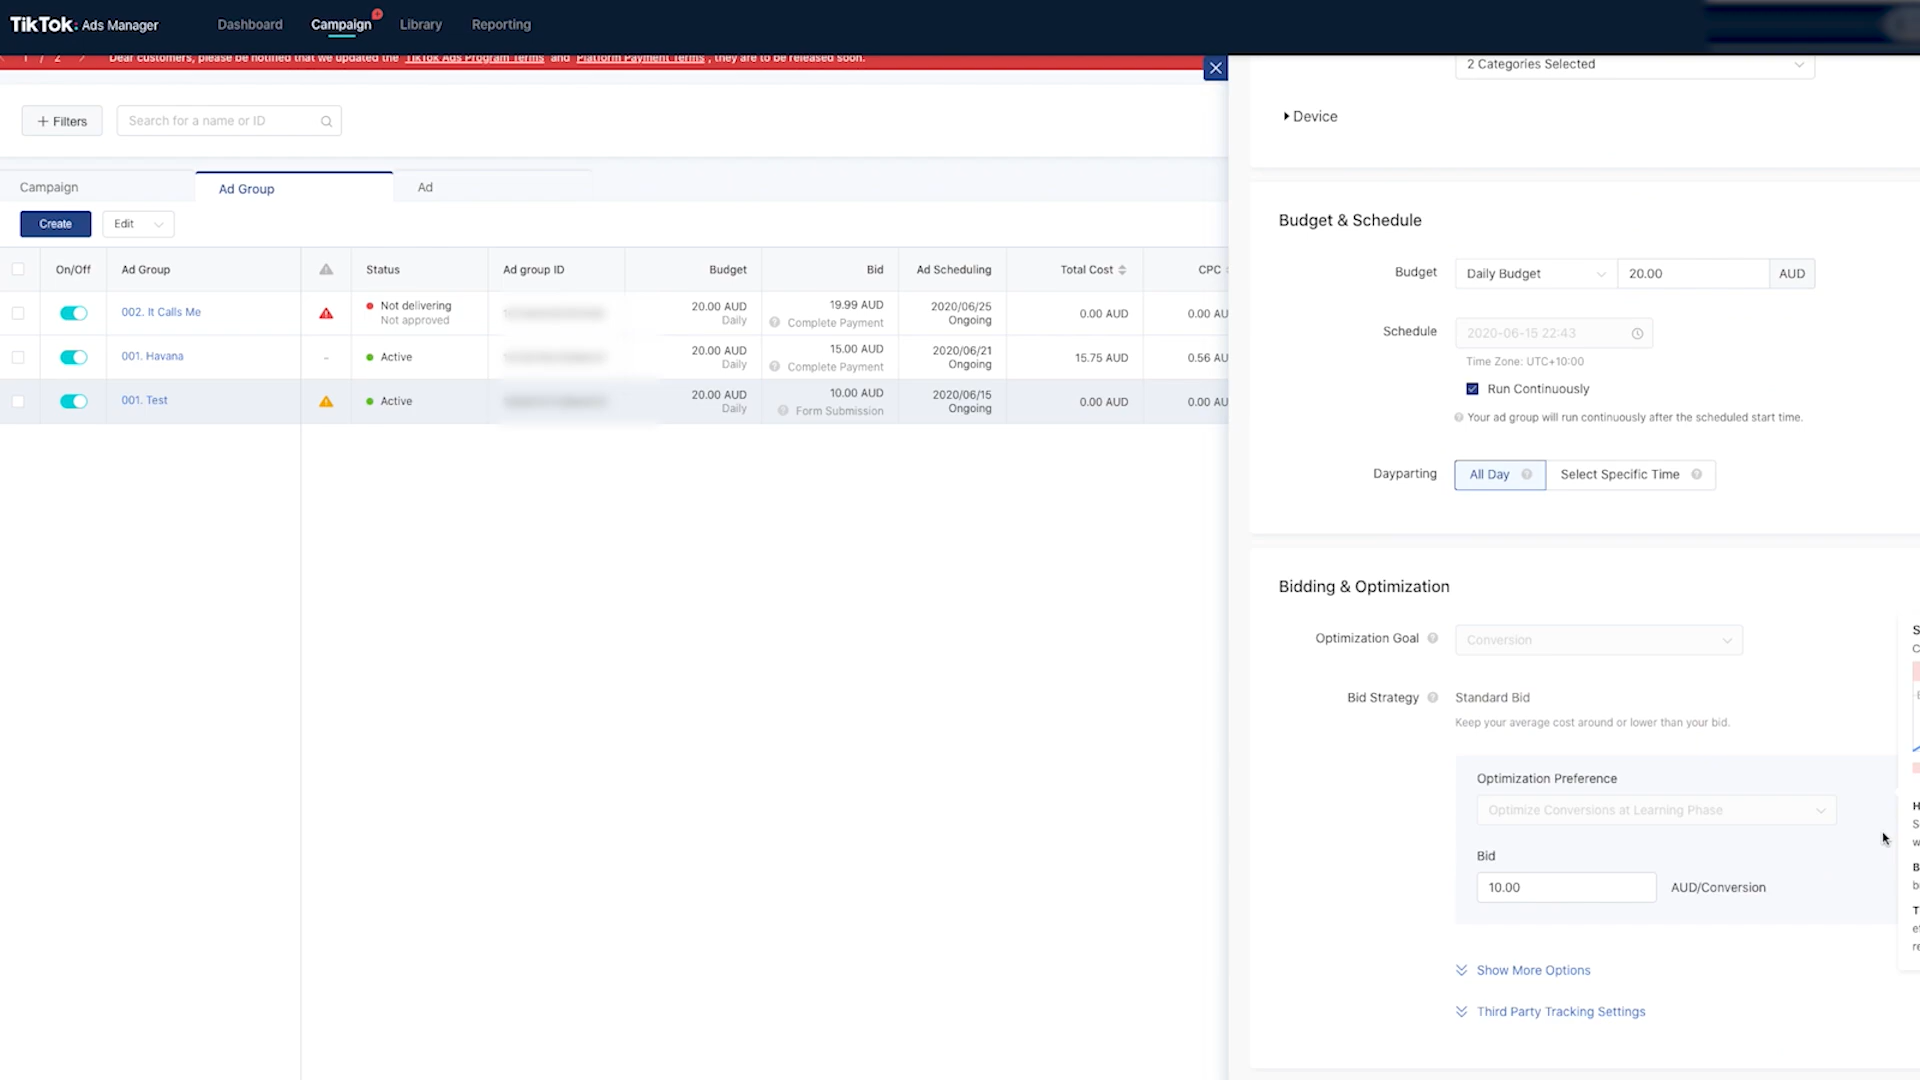 TikTok: Ads Manager
Dashboard
Campaign
Library
Reporting
1 / 2
Dear customers, please be notified that we updated the TikTok Ads Program Terms and Platform Payment Terms , they are to be released soon.
+ Filters
Search for a name or ID
Campaign
Ad Group
Ad
Create
Edit
On/Off
Ad Group
Status
Ad group ID
Budget
Bid
Ad Scheduling
Total Cost
CPC
002. It Calls Me
Not delivering
Not approved
20.00 AUD
Daily
19.99 AUD
Complete Payment
2020/06/25
Ongoing
0.00 AUD
0.00 AU
001. Havana
-
Active
20.00 AUD
Daily
15.00 AUD
Complete Payment
2020/06/21
Ongoing
15.75 AUD
0.56 AU
001. Test
Active
20.00 AUD
Daily
10.00 AUD
Form Submission
2020/06/15
Ongoing
0.00 AUD
0.00 AU
2 Categories Selected
Device
Budget & Schedule
Budget
Daily Budget
20.00
AUD
Schedule
2020-06-15 22:43
Time Zone: UTC+10:00
Run Continuously
Your ad group will run continuously after the scheduled start time.
Dayparting
All Day
Select Specific Time
Bidding & Optimization
Optimization Goal
Conversion
Bid Strategy
Standard Bid
Keep your average cost around or lower than your bid.
Optimization Preference
Optimize Conversions at Learning Phase
Bid
10.00
AUD/Conversion
Show More Options
Third Party Tracking Settings